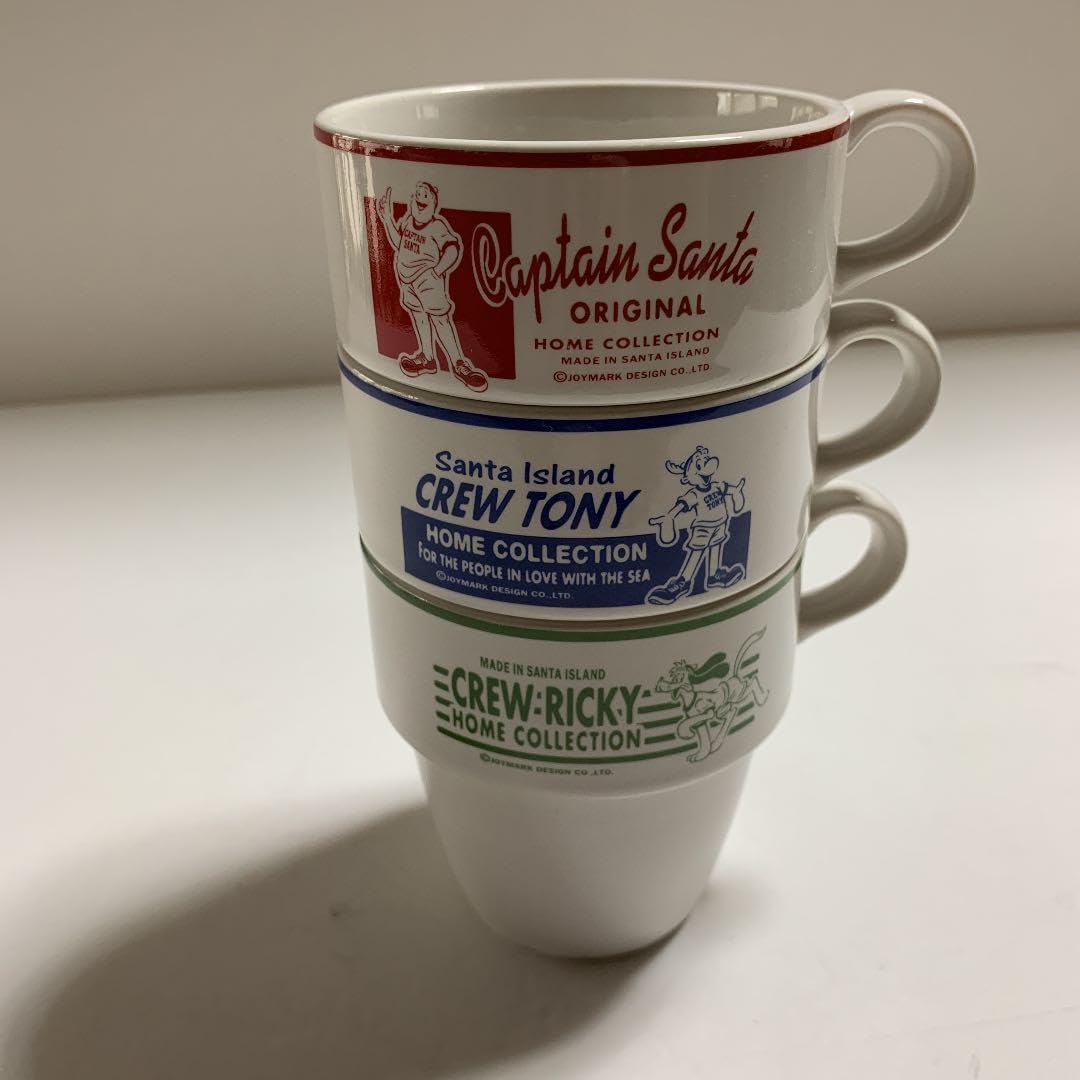 CAPTAIN
SANTA
Captain Santa
ORIGINAL
HOME COLLECTION
MADE IN SANTA ISLAND
©JOYMARK DESIGN CO.,LTD.
Santa Island
CREW TONY
CREW
TONY
HOME COLLECTION
FOR THE PEOPLE IN LOVE WITH THE SEA
©JOYMARK DESIGN CO.,LTD.
MADE IN SANTA ISLAND
CREW:RICKY
HOME COLLECTION
©JOYMARK DESIGN CO.,LTD.